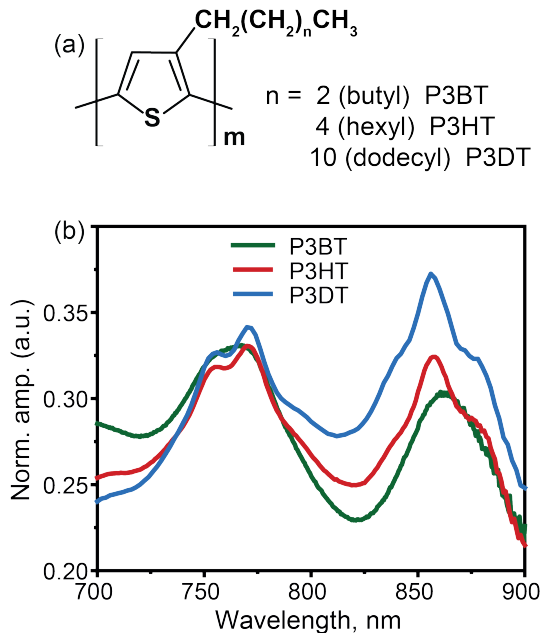 CH2(CH2)nCH3
(a)
S
m
n = 2 (butyl) P3BT
4 (hexyl) P3HT
10 (dodecyl) P3DT
(b)
P3BT
P3HT
P3DT
0.35
0.30
0.25
0.20
Norm. amp. (a.u.)
700
750
800
850
900
Wavelength, nm